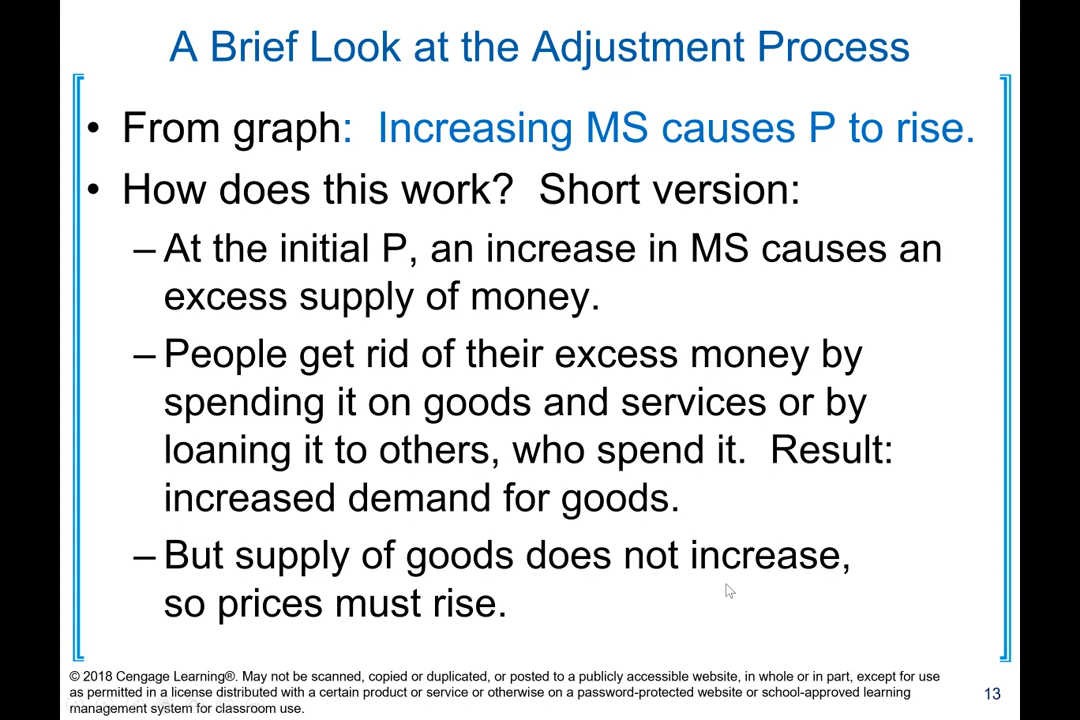 A Brief Look at the Adjustment Process
• From graph: Increasing MS causes P to rise.
• How does this work? Short version:
– At the initial P, an increase in MS causes an
excess supply of money.
– People get rid of their excess money by
spending it on goods and services or by
loaning it to others, who spend it. Result:
increased demand for goods.
– But supply of goods does not increase,
so prices must rise.
© 2018 Cengage Learning®. May not be scanned, copied or duplicated, or posted to a publicly accessible website, in whole or in part, except for use
as permitted in a license distributed with a certain product or service or otherwise on a password-protected website or school-approved learning
management system for classroom use.
13